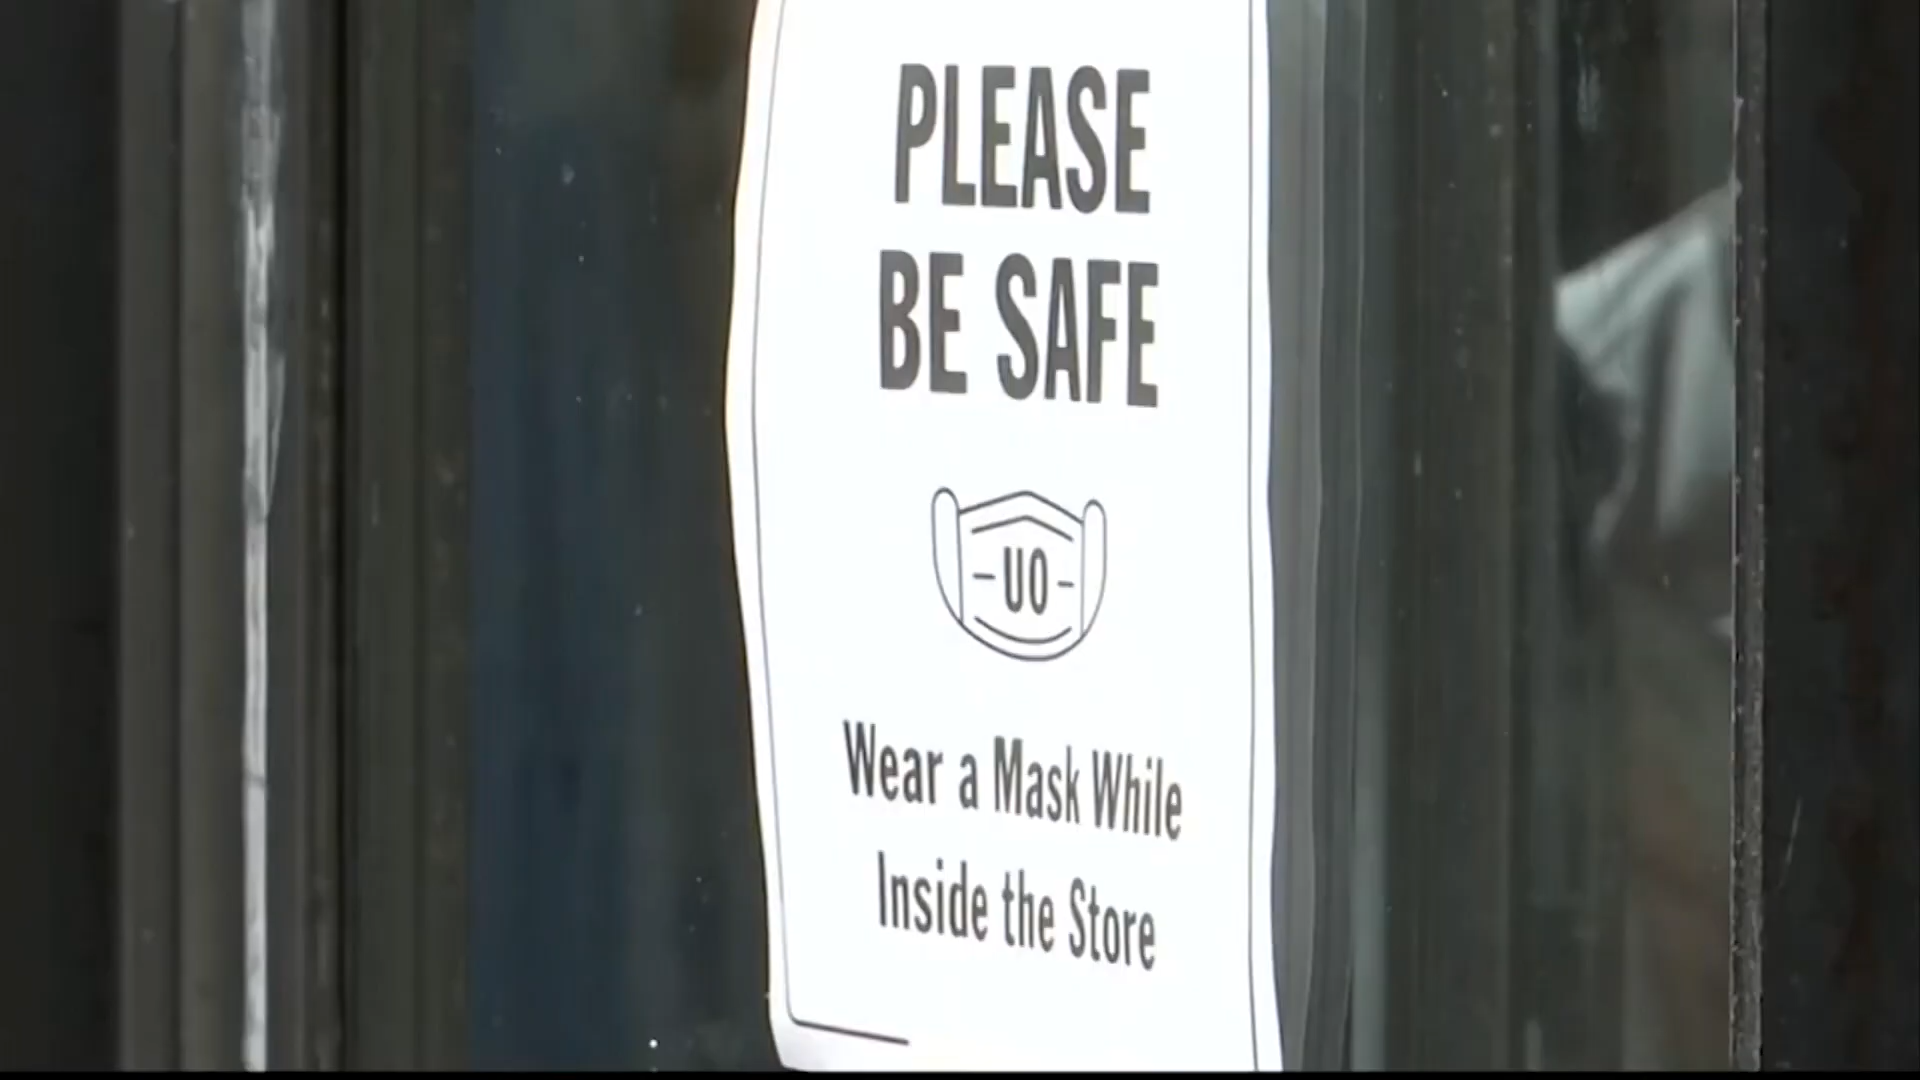 PLEASE
BE SAFE
-UO-
Wear a Mask While
Inside the Store